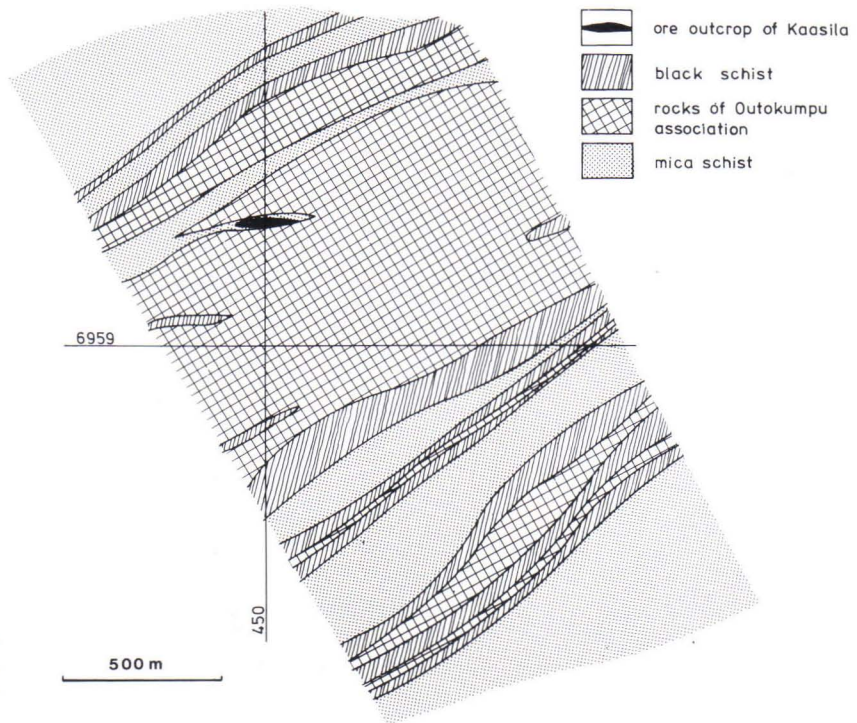 ore outcrop of Kaasila
black schist
rocks of Outokumpu
association
mica schist
6959
450
500 m